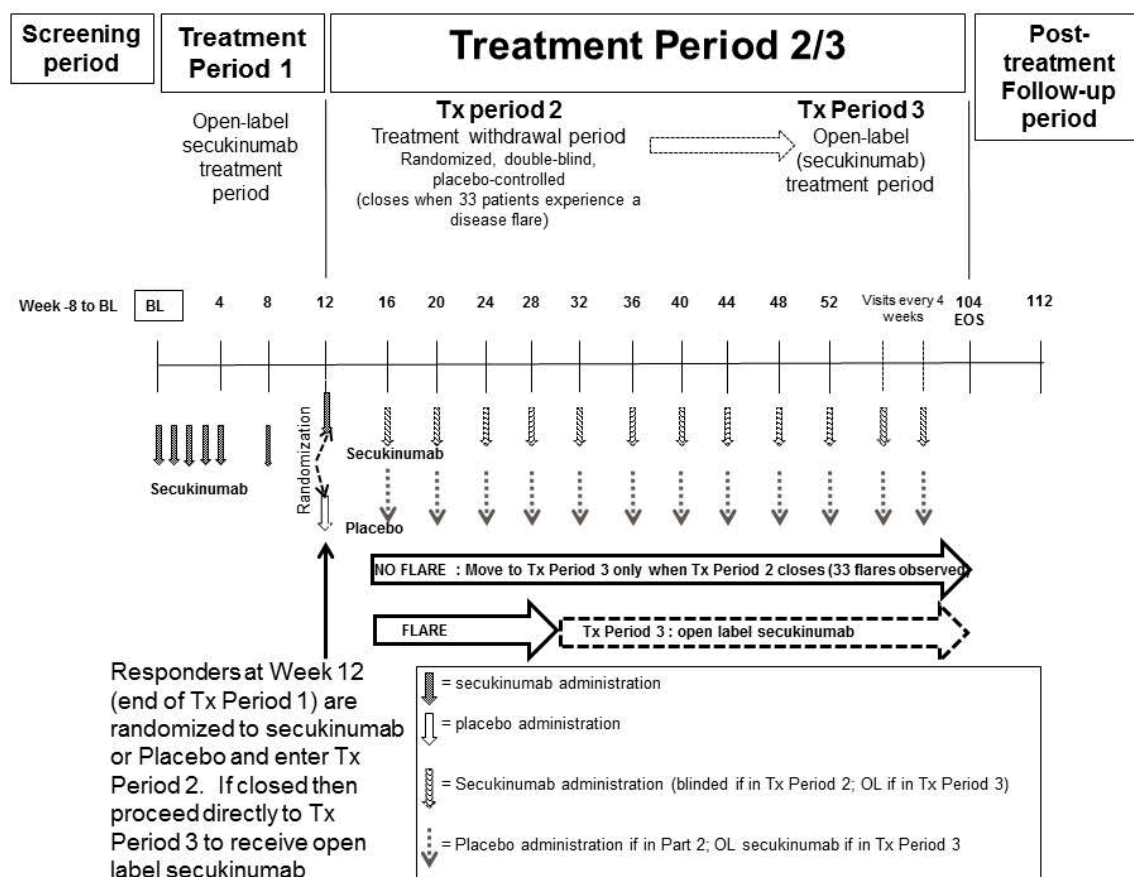 Screening
period
Treatment
Period 1
Treatment Period 2/3
Post-
treatment
Follow-up
period
Open-label
secukinumab
treatment
period
Tx period 2
Treatment withdrawal period
Randomized, double-blind,
placebo-controlled
(closes when 33 patients experience a
disease flare)
Tx Period 3
Open-label
(secukinumab)
treatment period
Week -8 to BL
BL
4
8
12
16
20
24
28
32
36
40
44
48
52
Visits every 4
weeks
104
EOS
112
Secukinumab
Randomization
Secukinumab
Placebo
NO FLARE : Move to Tx Period 3 only when Tx Period 2 closes (33 flares observed)
FLARE
Tx Period 3 : open label secukinumab
Responders at Week 12
(end of Tx Period 1) are
randomized to secukinumab
or Placebo and enter Tx
Period 2. If closed then
proceed directly to Tx
Period 3 to receive open
label secukinumab
= secukinumab administration
= placebo administration
= Secukinumab administration (blinded if in Tx Period 2; OL if in Tx Period 3)
= Placebo administration if in Part 2; OL secukinumab if in Tx Period 3